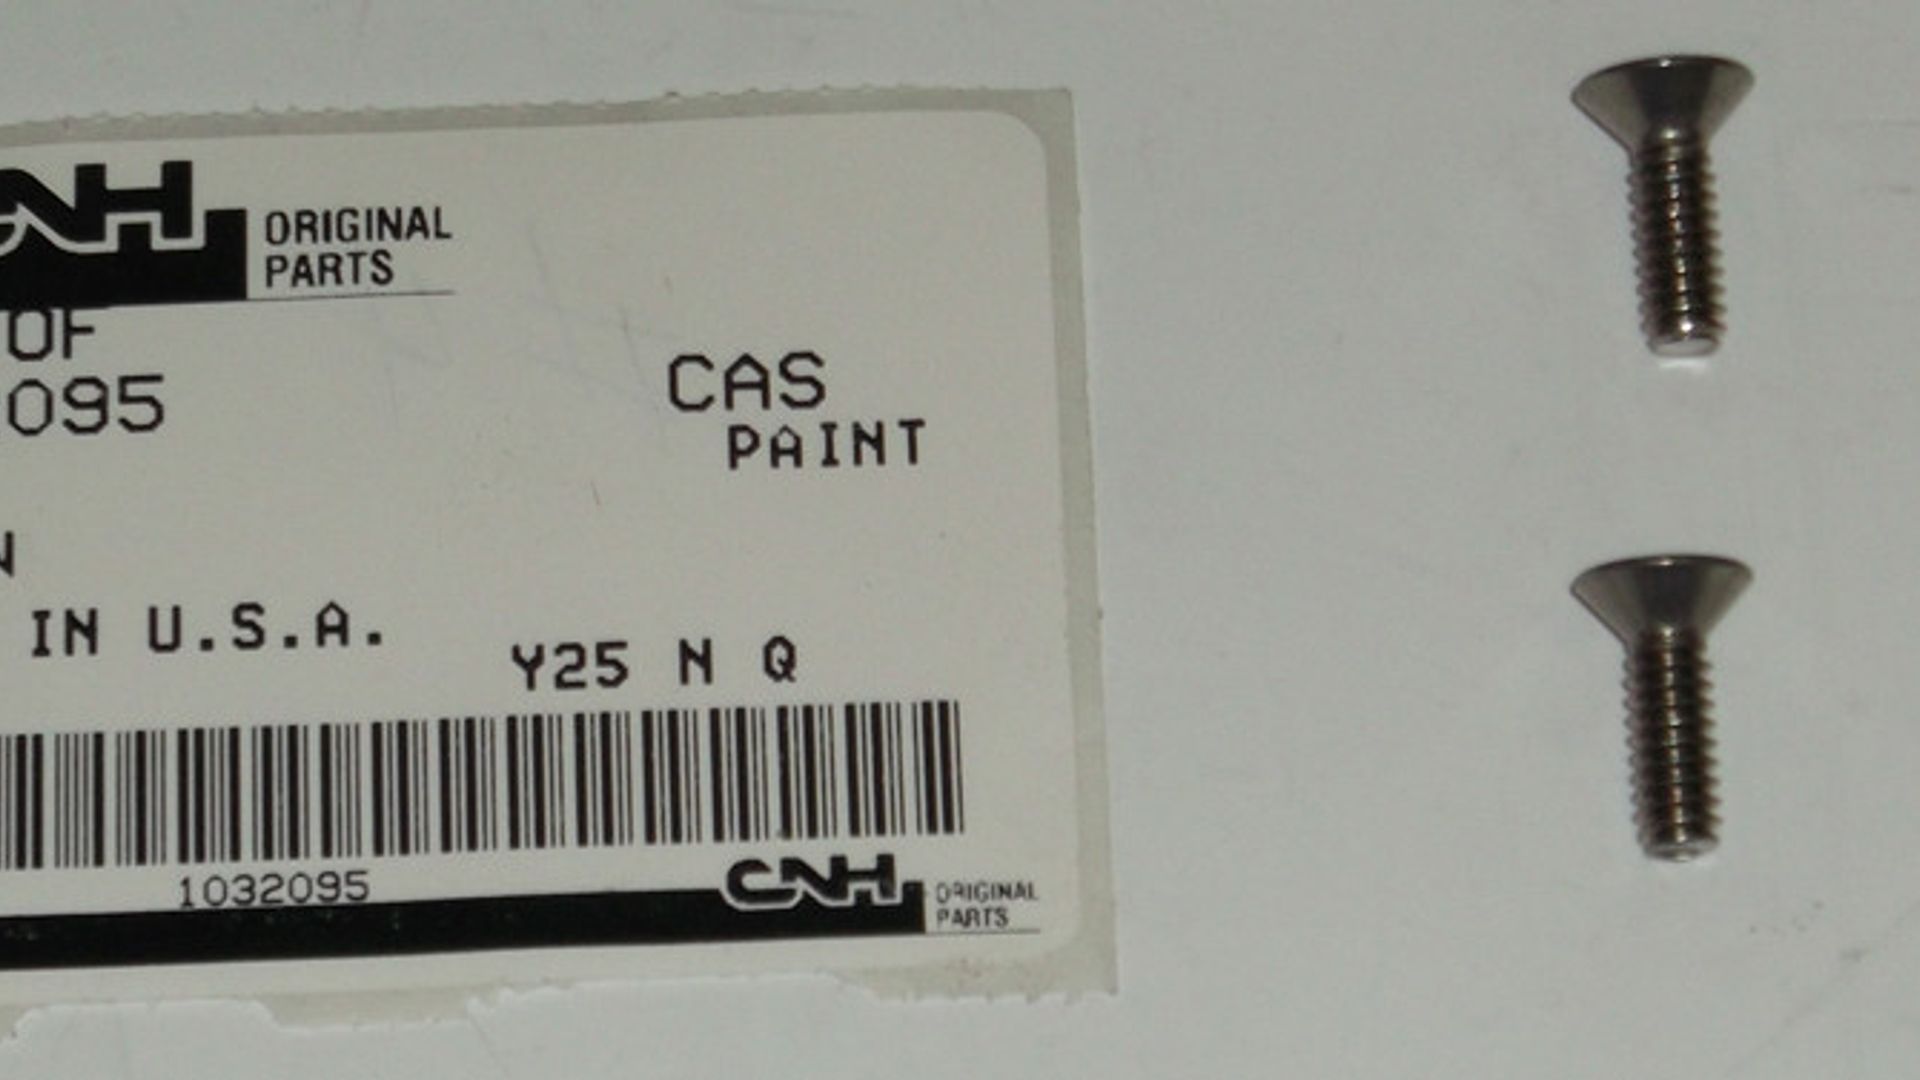 CNH ORIGINAL
PARTS
OF
095
CAS
PAINT
N
IN U.S.A.
Y25 N Q
1032095
CNH ORIGINAL
PARTS